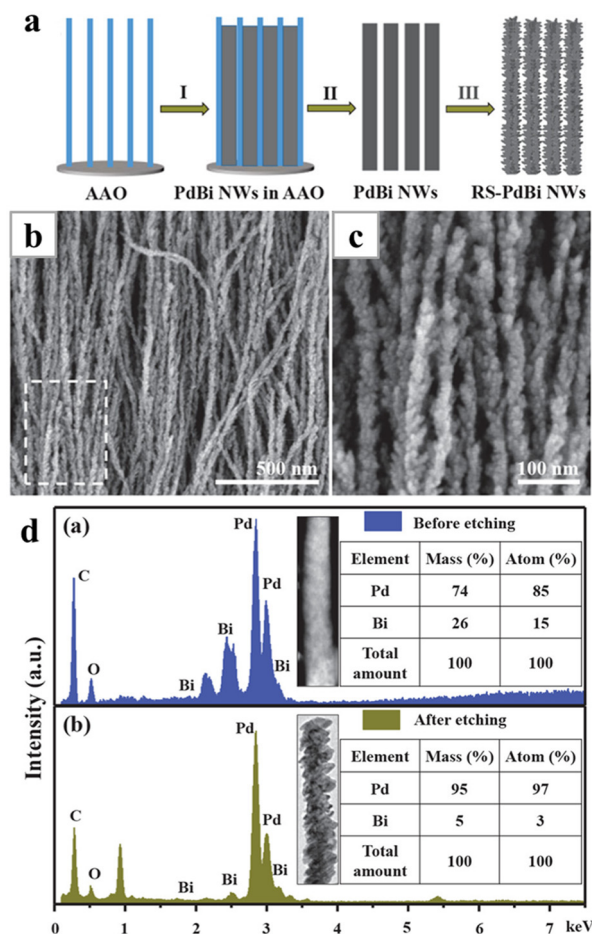 a
I
II
III
AAO
PdBi NWs in AAO
PdBi NWs
RS-PdBi NWs
b
500 nm
c
100 nm
d
Intensity (a.u.)
(a)
C
O
Bi
Bi
Pd
Pd
Bi
Before etching
Element Mass (%) Atom (%)
Pd 74 85
Bi 26 15
Total amount 100 100
(b)
C
O
Bi
Bi
Pd
Pd
Bi
After etching
Element Mass (%) Atom (%)
Pd 95 97
Bi 5 3
Total amount 100 100
0 1 2 3 4 5 6 7 keV